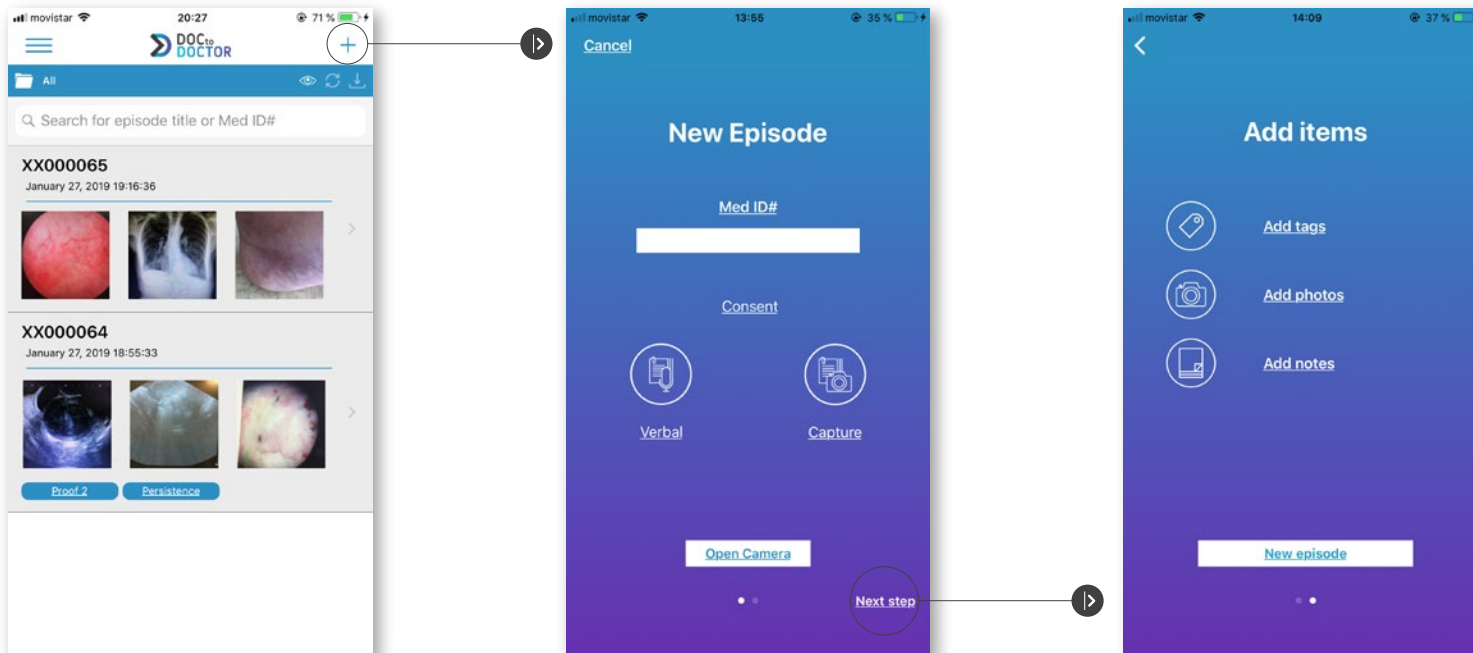 movistar 20:27 71 %
DOCto
DOCTOR
All
Search for episode title or Med ID#
XX000065
January 27, 2019 19:16:36
XX000064
January 27, 2019 18:55:33
Proof 2 Persistence
movistar 13:55 35 %
Cancel
New Episode
Med ID#
Consent
Verbal Capture
Open Camera
Next step
movistar 14:09 37 %
Add items
Add tags
Add photos
Add notes
New episode